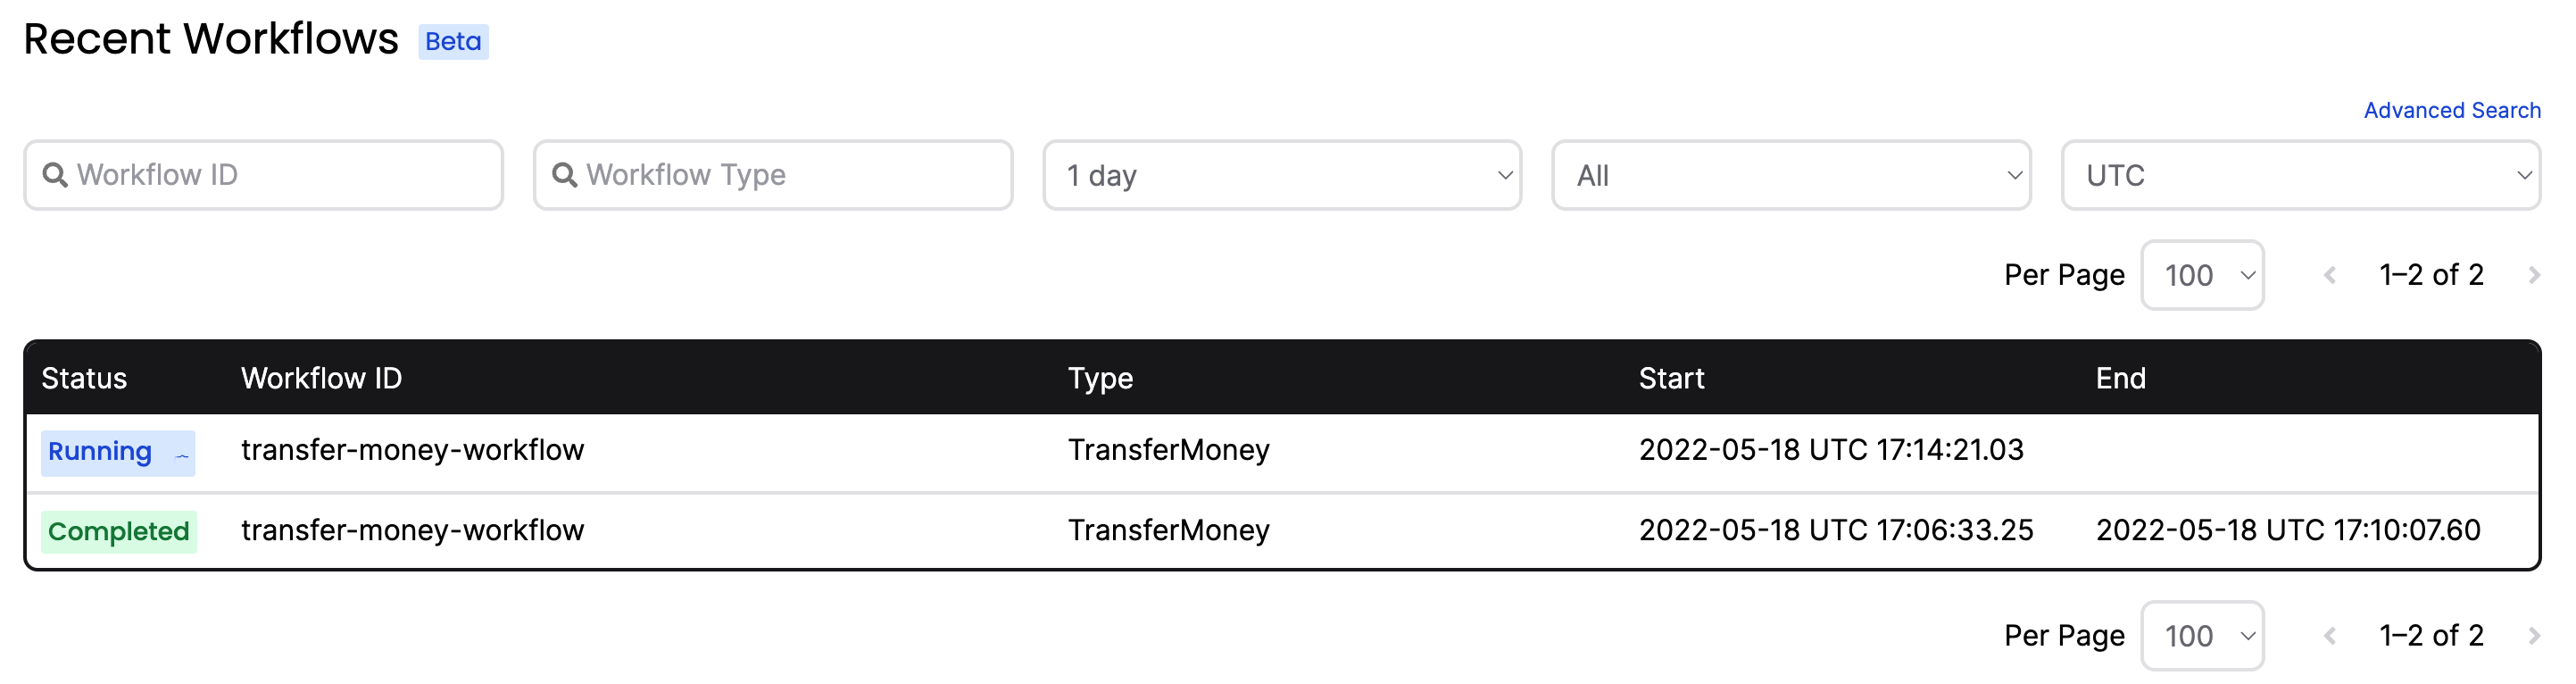 Recent Workflows Beta
Advanced Search
Workflow ID Workflow Type 1 day All UTC
Per Page 100 1–2 of 2
Status Workflow ID Type Start End
Running transfer-money-workflow TransferMoney 2022-05-18 UTC 17:14:21.03
Completed transfer-money-workflow TransferMoney 2022-05-18 UTC 17:06:33.25 2022-05-18 UTC 17:10:07.60
Per Page 100 1–2 of 2